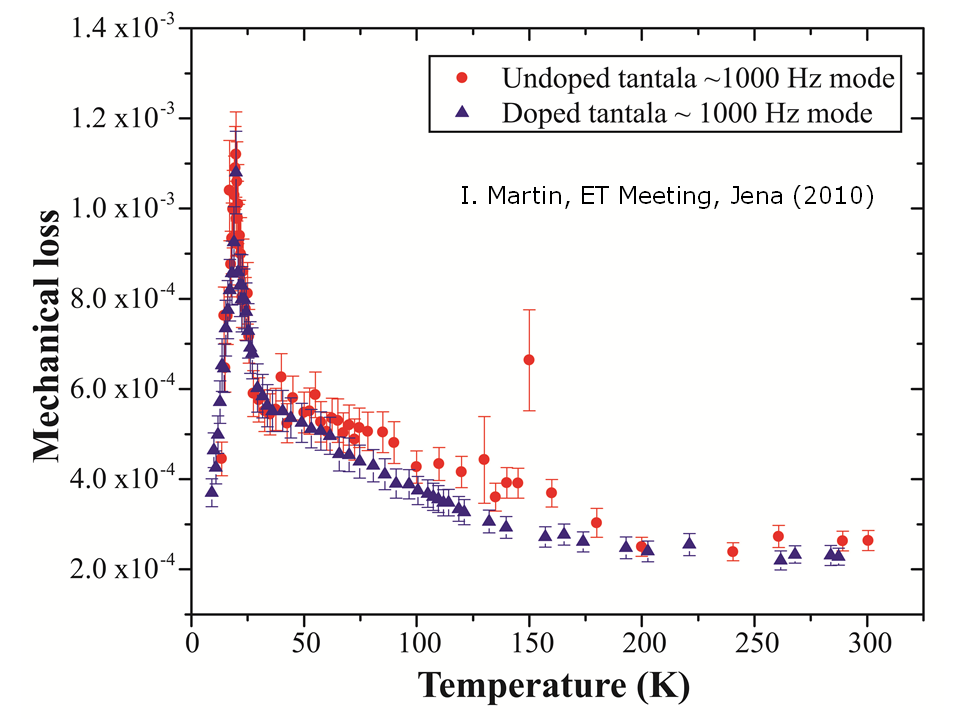 1.4 x10-3
1.2 x10-3
1.0 x10-3
8.0 x10-4
6.0 x10-4
4.0 x10-4
2.0 x10-4
Mechanical loss
Undoped tantala ~1000 Hz mode
Doped tantala ~ 1000 Hz mode
I. Martin, ET Meeting, Jena (2010)
0 50 100 150 200 250 300
Temperature (K)